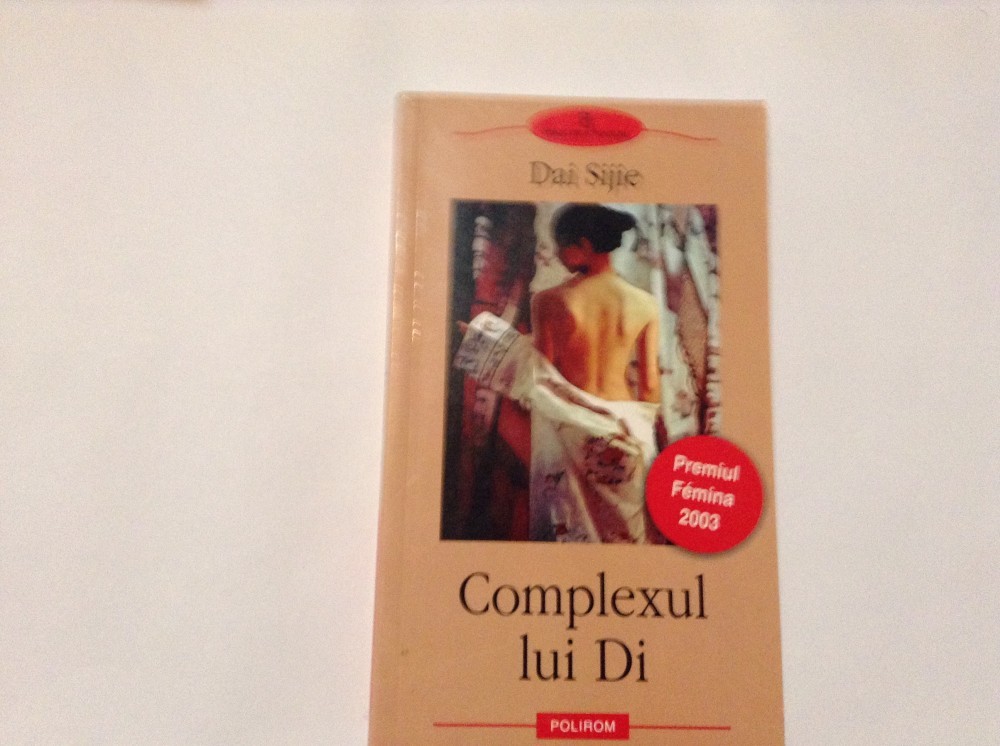 Dai Sijie
Premiul
Fémina
2003
Complexul
lui Di
POLIROM